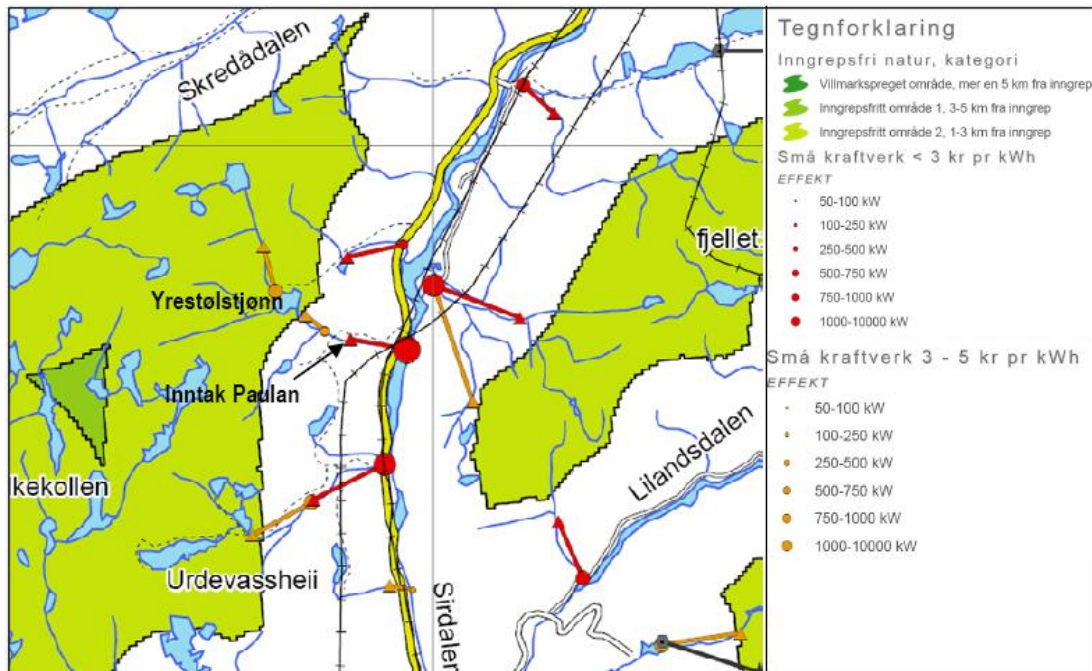 Skredådalen
fjellet
Yrestølstjønn
Inntak Paulan
lkekollen
Lilandsdalen
Urdevassheii
Sirdalen
Tegnforklaring
Inngrepsfri natur, kategori
Villmarkspreget område, mer en 5 km fra inngrep
Inngrepsfritt område 1, 3-5 km fra inngrep
Inngrepsfritt område 2, 1-3 km fra inngrep
Små kraftverk < 3 kr pr kWh
EFFEKT
50-100 kW
100-250 kW
250-500 kW
500-750 kW
750-1000 kW
1000-10000 kW
Små kraftverk 3 - 5 kr pr kWh
EFFEKT
50-100 kW
100-250 kW
250-500 kW
500-750 kW
750-1000 kW
1000-10000 kW